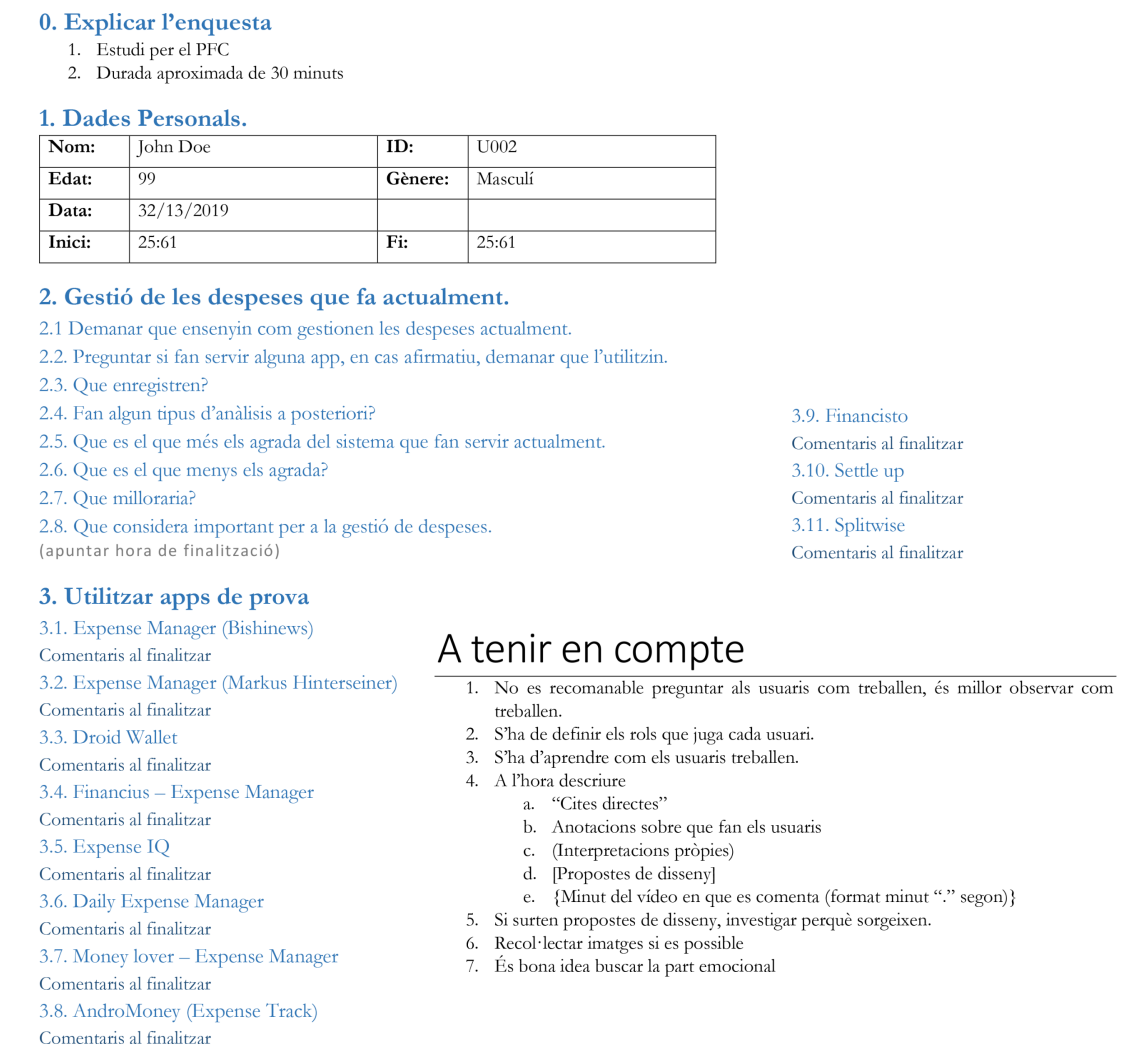 0. Explicar l’enquesta
1. Estudi per el PFC
2. Durada aproximada de 30 minuts
1. Dades Personals.
Nom: John Doe ID: U002
Edat: 99 Gènere: Masculí
Data: 32/13/2019
Inici: 25:61 Fi: 25:61
2. Gestió de les despeses que fa actualment.
2.1 Demanar que ensenyin com gestionen les despeses actualment.
2.2. Preguntar si fan servir alguna app, en cas afirmatiu, demanar que l’utilitzin.
2.3. Que enregistren?
2.4. Fan algun tipus d’anàlisis a posteriori?
2.5. Que es el que més els agrada del sistema que fan servir actualment.
2.6. Que es el que menys els agrada?
2.7. Que milloraria?
2.8. Que considera important per a la gestió de despeses.
(apuntar hora de finalització)
3. Utilitzar apps de prova
3.1. Expense Manager (Bishinews)
Comentaris al finalitzar
3.2. Expense Manager (Markus Hinterseiner)
Comentaris al finalitzar
3.3. Droid Wallet
Comentaris al finalitzar
3.4. Financius – Expense Manager
Comentaris al finalitzar
3.5. Expense IQ
Comentaris al finalitzar
3.6. Daily Expense Manager
Comentaris al finalitzar
3.7. Money lover – Expense Manager
Comentaris al finalitzar
3.8. AndroMoney (Expense Track)
Comentaris al finalitzar
3.9. Financisto
Comentaris al finalitzar
3.10. Settle up
Comentaris al finalitzar
3.11. Splitwise
Comentaris al finalitzar
A tenir en compte
1. No es recomanable preguntar als usuaris com treballen, és millor observar com
treballen.
2. S’ha de definir els rols que juga cada usuari.
3. S’ha d’aprendre com els usuaris treballen.
4. A l’hora descriure
a. “Cites directes”
b. Anotacions sobre que fan els usuaris
c. (Interpretacions pròpies)
d. [Propostes de disseny]
e. {Minut del vídeo en que es comenta (format minut “.” segon)}
5. Si surten propostes de disseny, investigar perquè sorgeixen.
6. Recol·lectar imatges si es possible
7. És bona idea buscar la part emocional